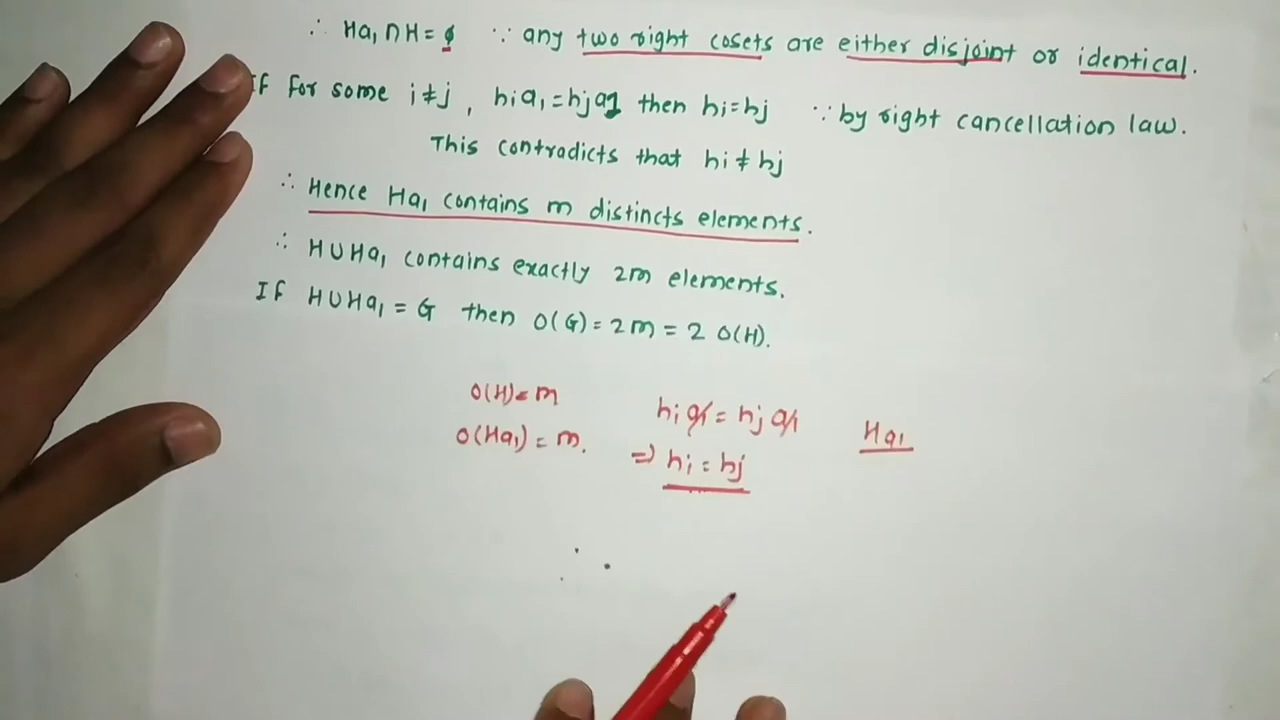 ∴ Ha₁∩H = ϕ ∵ any two right cosets are either disjoint or identical.
If for some i≠j, hia₁ = hja1 then hi = hj ∵ by right cancellation law.
This contradicts that hi ≠ hj
∴ Hence Ha₁ contains m distincts elements.
∴ HUHa₁ contains exactly 2m elements.
If HUHa₁ = G then O(G) = 2m = 2 O(H).
O(H) = m
O(Ha₁) = m.
hi a₁ = hj a₁
⇒ hi = hj
Ha₁